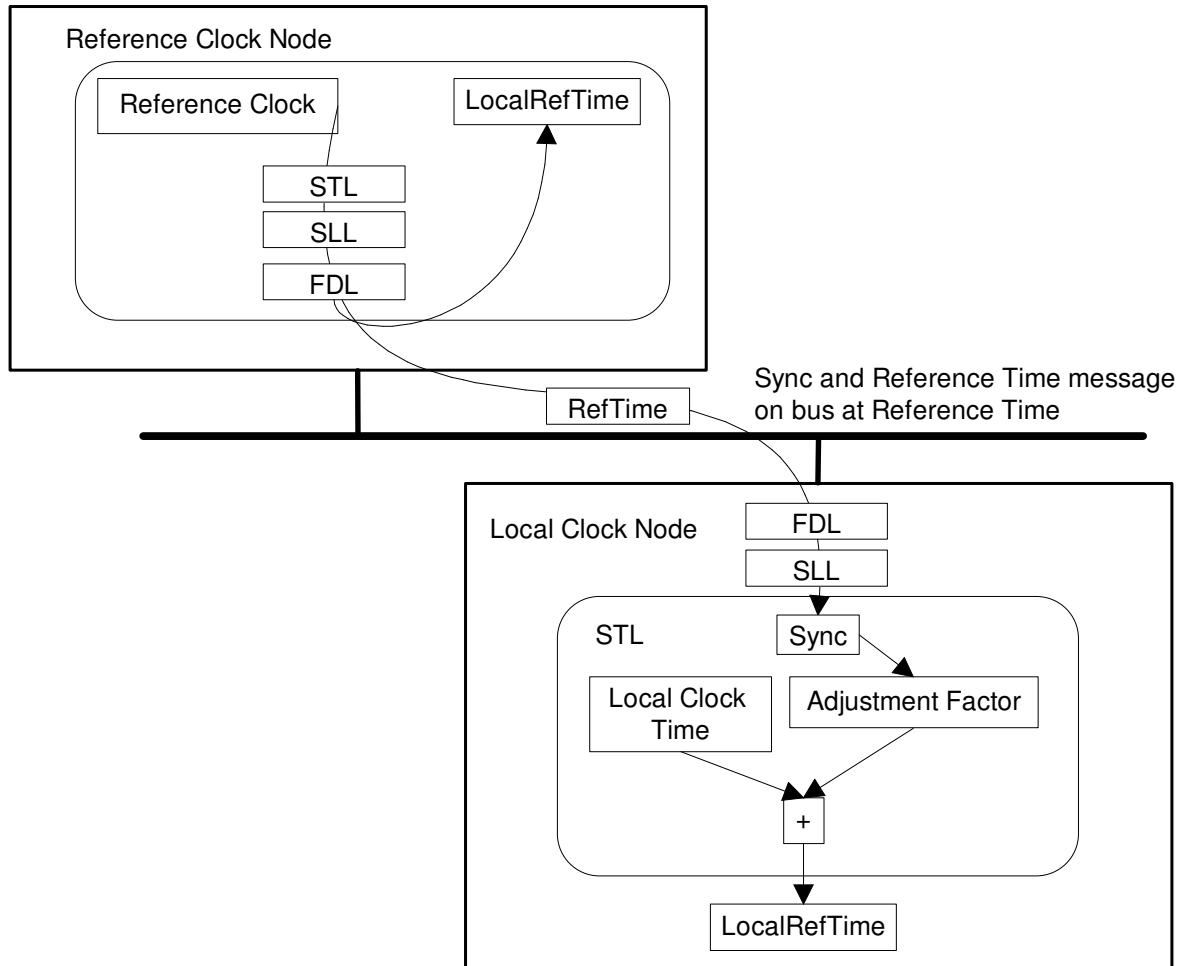 Reference Clock Node
Reference Clock
LocalRefTime
STL
SLL
FDL
Sync and Reference Time message
on bus at Reference Time
RefTime
Local Clock Node
FDL
SLL
STL
Sync
Local Clock
Time
Adjustment Factor
+
LocalRefTime